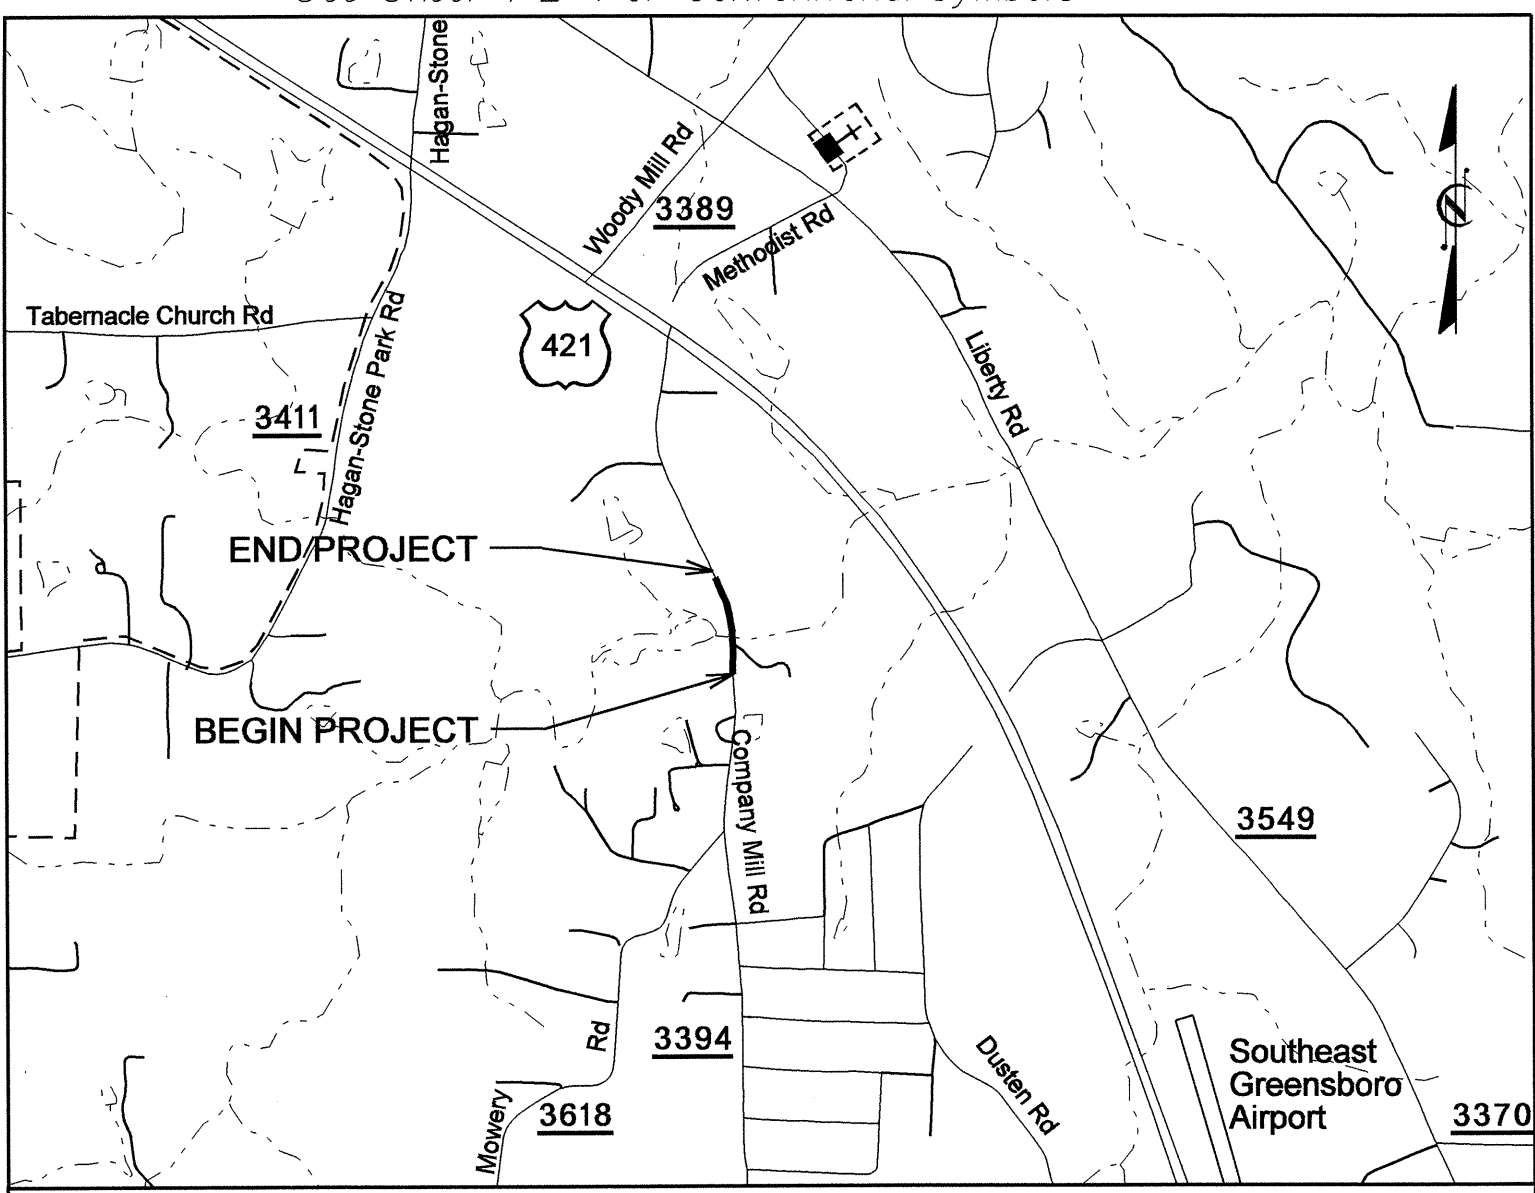 Hagan-Stone
Woody Mill Rd
3389
Methodist Rd
N
Tabernacle Church Rd
421
Hagan-Stone Park Rd
Liberty Rd
3411
END PROJECT
BEGIN PROJECT
Company Mill Rd
3549
Rd
3394
Mowery
3618
Dusten Rd
Southeast
Greensboro
Airport
3370